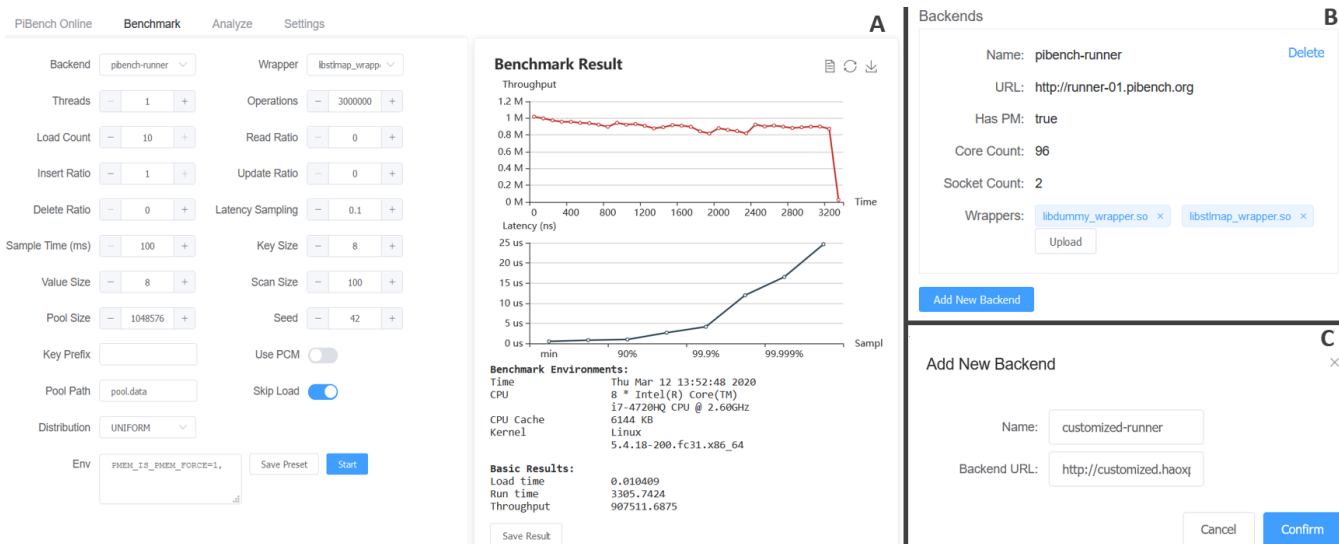 PiBench Online Benchmark Analyze Settings
A
Backend pibench-runner Wrapper libstlmap_wrapp
Threads − 1 + Operations − 3000000 +
Load Count − 10 + Read Ratio − 0 +
Insert Ratio − 1 + Update Ratio − 0 +
Delete Ratio − 0 + Latency Sampling − 0.1 +
Sample Time (ms) − 100 + Key Size − 8 +
Value Size − 8 + Scan Size − 100 +
Pool Size − 1048576 + Seed − 42 +
Key Prefix Use PCM
Pool Path pool.data Skip Load
Distribution UNIFORM
Env PMEM_IS_PMEM_FORCE=1, Save Preset Start
Benchmark Result
Throughput
1.2 M
1 M
0.8 M
0.6 M
0.4 M
0.2 M
0 M
0 400 800 1200 1600 2000 2400 2800 3200
Time
Latency (ns)
25 us
20 us
15 us
10 us
5 us
0 us
min 90% 99.9% 99.999%
Sampl
Benchmark Environments:
Time Thu Mar 12 13:52:48 2020
CPU 8 * Intel(R) Core(TM)
i7-4720HQ CPU @ 2.60GHz
CPU Cache 6144 KB
Kernel Linux
5.4.18-200.fc31.x86_64
Basic Results:
Load time 0.010409
Run time 3305.7424
Throughput 907511.6875
Save Result
Backends
B
Name: pibench-runner Delete
URL: http://runner-01.pibench.org
Has PM: true
Core Count: 96
Socket Count: 2
Wrappers: libdummy_wrapper.so × libstlmap_wrapper.so ×
Upload
Add New Backend
C
Add New Backend ×
Name: customized-runner
Backend URL: http://customized.haoxp
Cancel Confirm